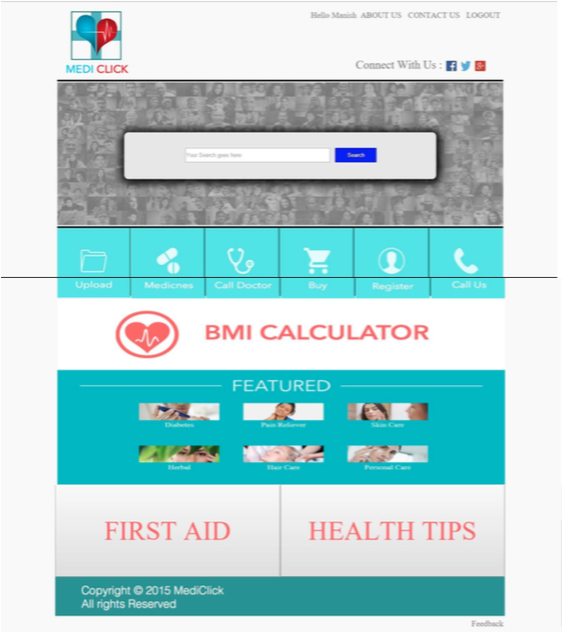 Hello Manish ABOUT US CONTACT US LOGOUT
MEDI CLICK
Connect With Us :
Your Search goes here
Search
Upload Medicnes Call Doctor Buy Register Call Us
BMI CALCULATOR
FEATURED
Diabetes Pain Reliever Skin Care
Herbal Hair Care Personal Care
FIRST AID HEALTH TIPS
Copyright © 2015 MediClick
All rights Reserved
Feedback